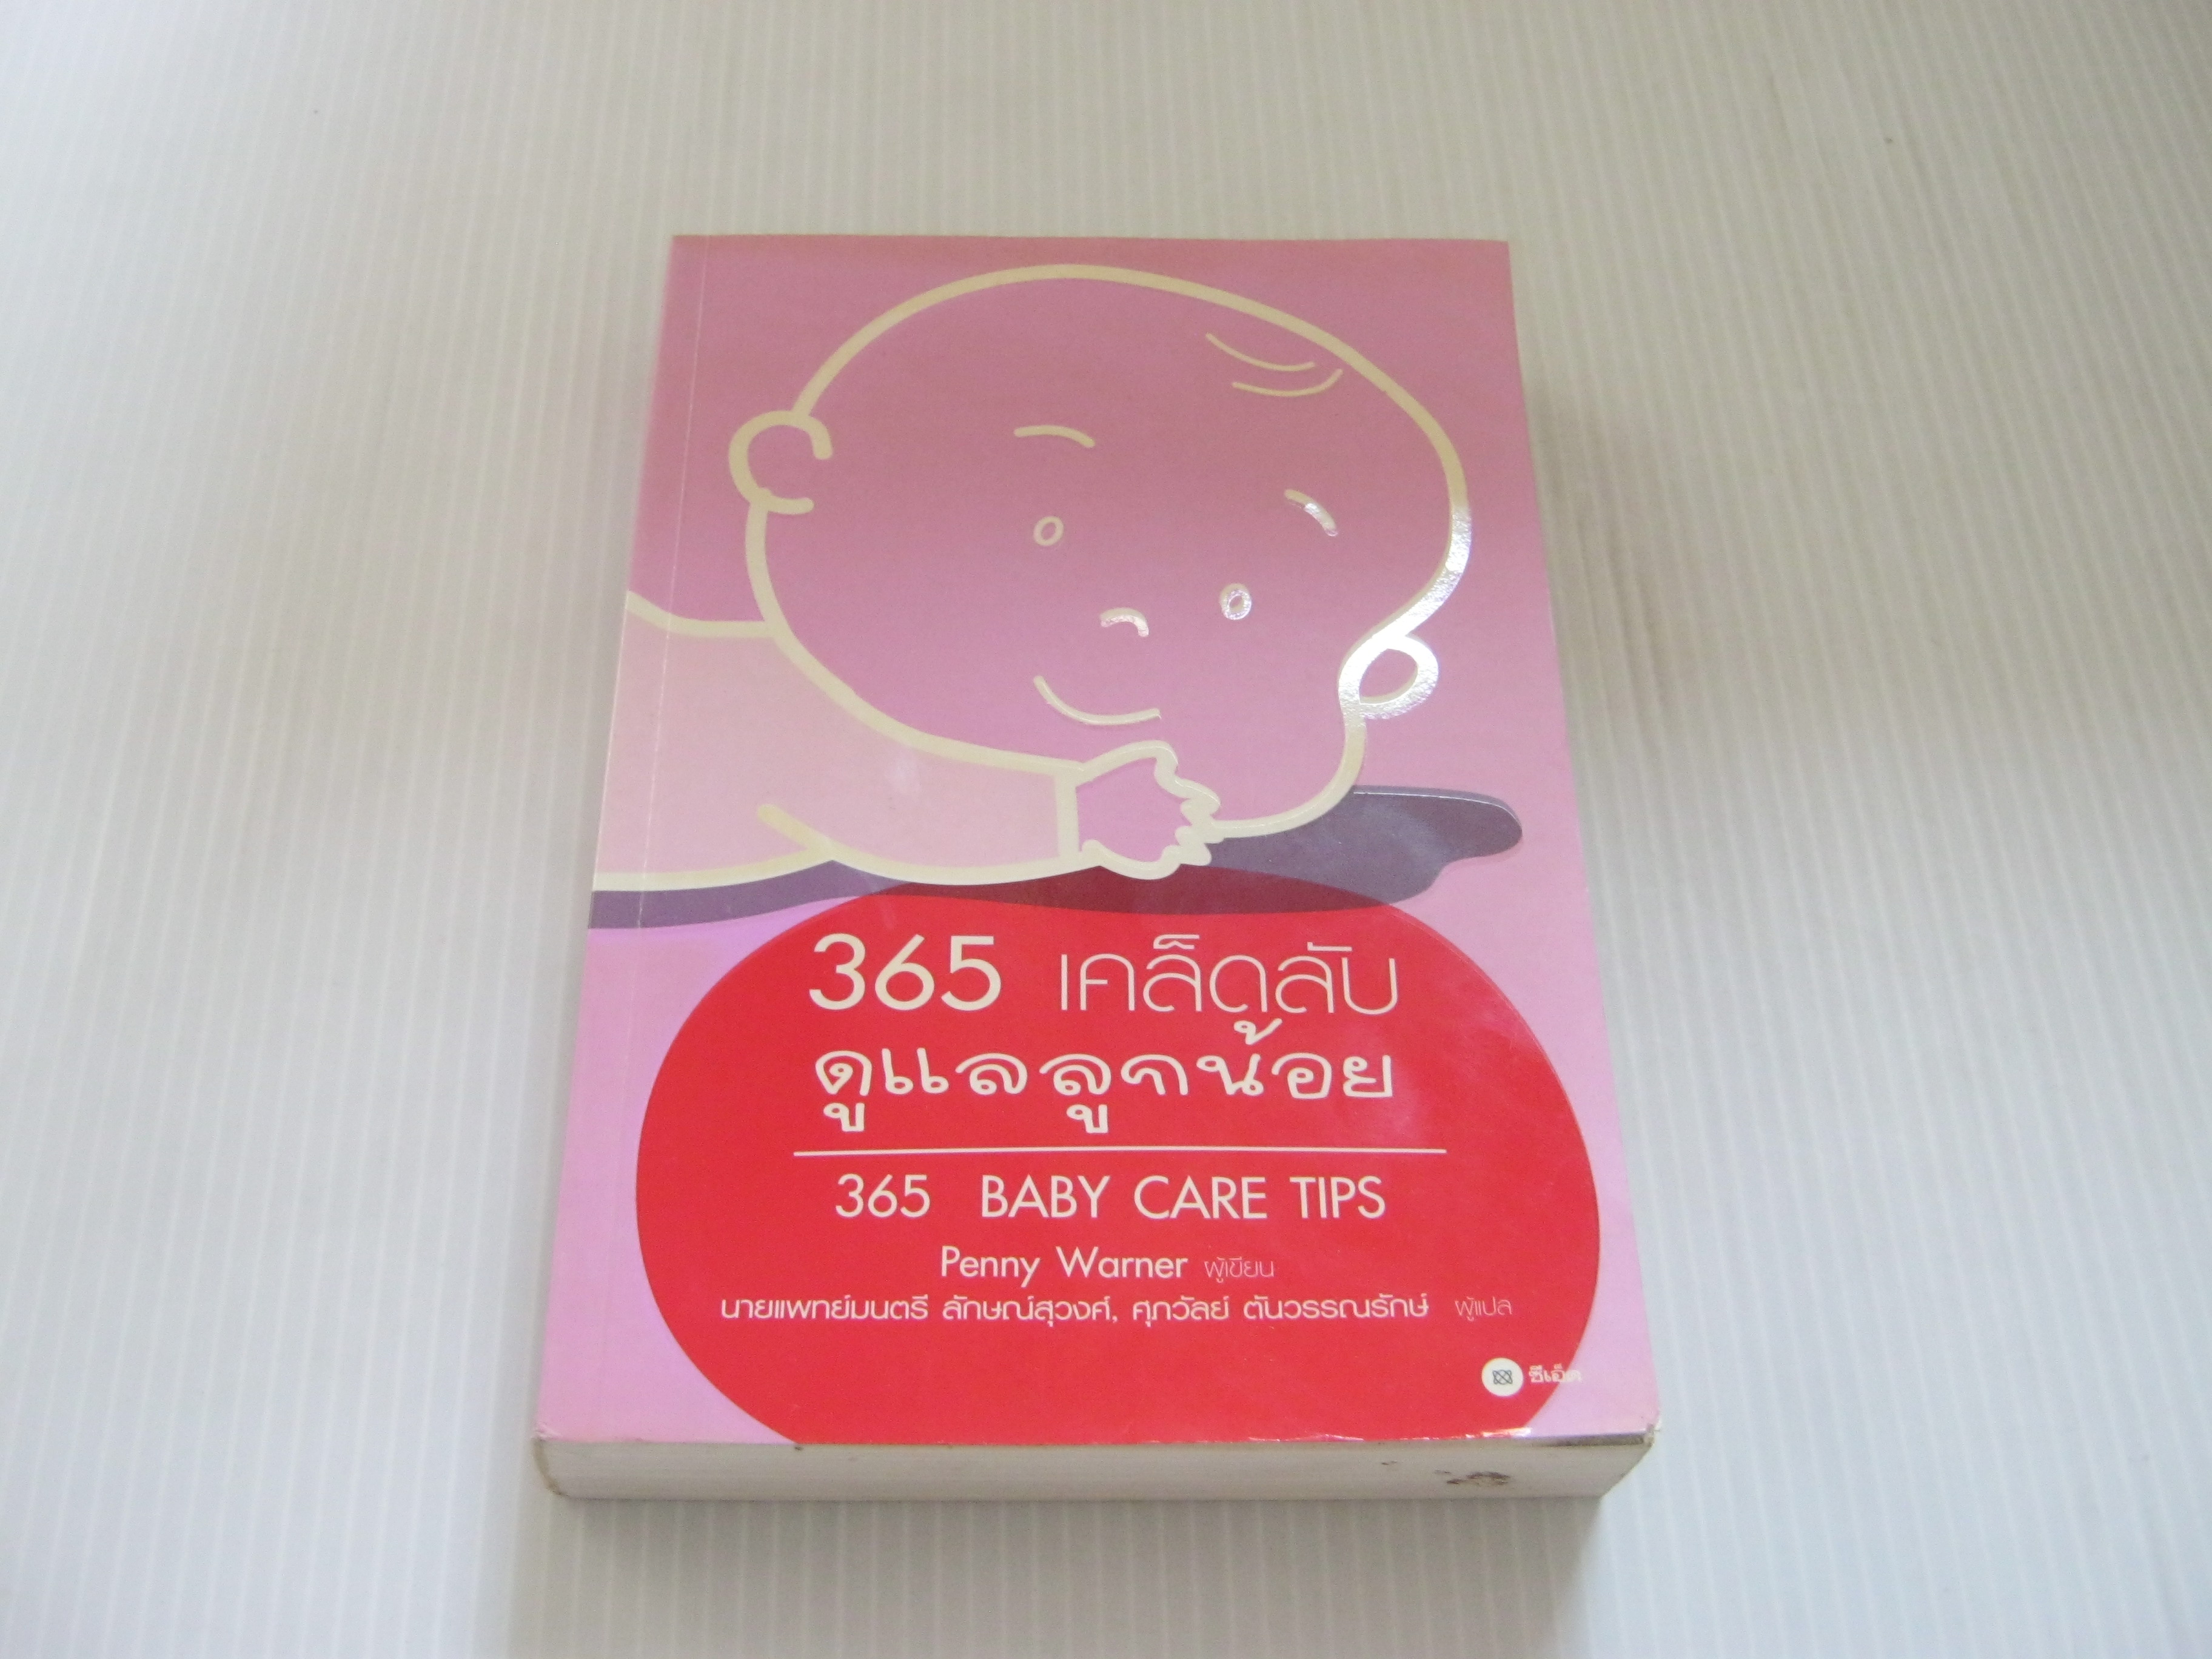 365 เคล็ดลับ
ดูแลลูกน้อย
365 BABY CARE TIPS
Penny Warner ผู้เขียน
นายแพทย์มนตรี ลักษณ์สุวงศ์, ศุภวัลย์ ตันวรรณรักษ์ ผู้แปล
ซีเอ็ด